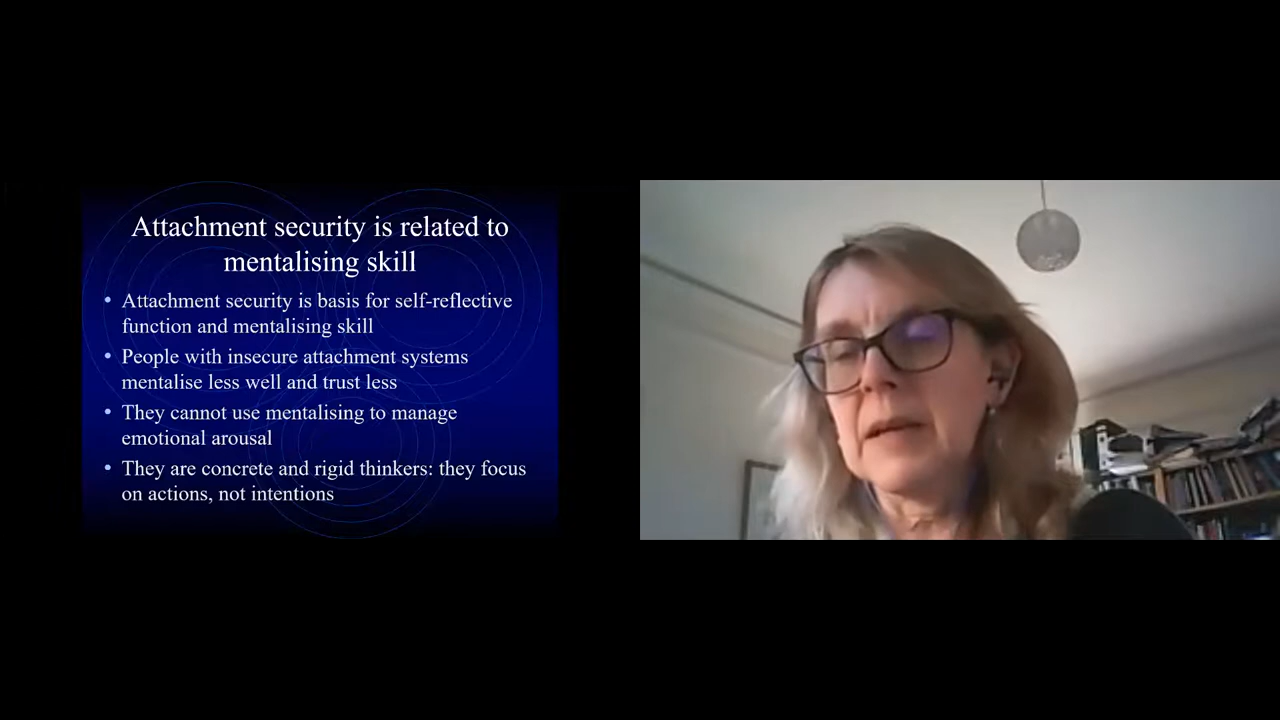 Attachment security is related to
mentalising skill
• Attachment security is basis for self-reflective
function and mentalising skill
• People with insecure attachment systems
mentalise less well and trust less
• They cannot use mentalising to manage
emotional arousal
• They are concrete and rigid thinkers: they focus
on actions, not intentions